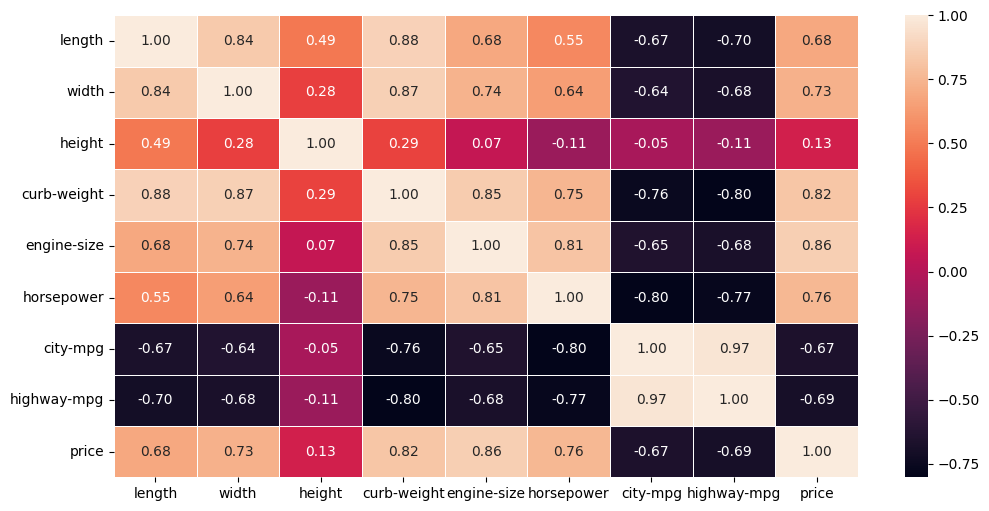 length 1.00 0.84 0.49 0.88 0.68 0.55 -0.67 -0.70 0.68
width 0.84 1.00 0.28 0.87 0.74 0.64 -0.64 -0.68 0.73
height 0.49 0.28 1.00 0.29 0.07 -0.11 -0.05 -0.11 0.13
curb-weight 0.88 0.87 0.29 1.00 0.85 0.75 -0.76 -0.80 0.82
engine-size 0.68 0.74 0.07 0.85 1.00 0.81 -0.65 -0.68 0.86
horsepower 0.55 0.64 -0.11 0.75 0.81 1.00 -0.80 -0.77 0.76
city-mpg -0.67 -0.64 -0.05 -0.76 -0.65 -0.80 1.00 0.97 -0.67
highway-mpg -0.70 -0.68 -0.11 -0.80 -0.68 -0.77 0.97 1.00 -0.69
price 0.68 0.73 0.13 0.82 0.86 0.76 -0.67 -0.69 1.00
length width height curb-weight engine-size horsepower city-mpg highway-mpg price
1.00
0.75
0.50
0.25
0.00
−0.25
−0.50
−0.75